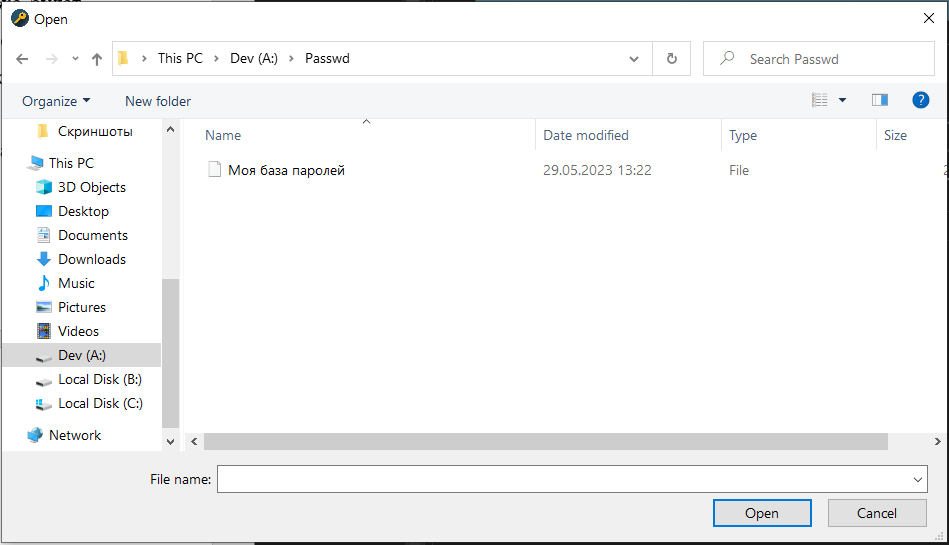 Open
This PC Dev (A:) Passwd
Search Passwd
Organize New folder
?
Name Date modified Type Size
Моя база паролей 29.05.2023 13:22 File
Скриншоты
This PC
3D Objects
Desktop
Documents
Downloads
Music
Pictures
Videos
Dev (A:)
Local Disk (B:)
Local Disk (C:)
Network
File name:
Open Cancel